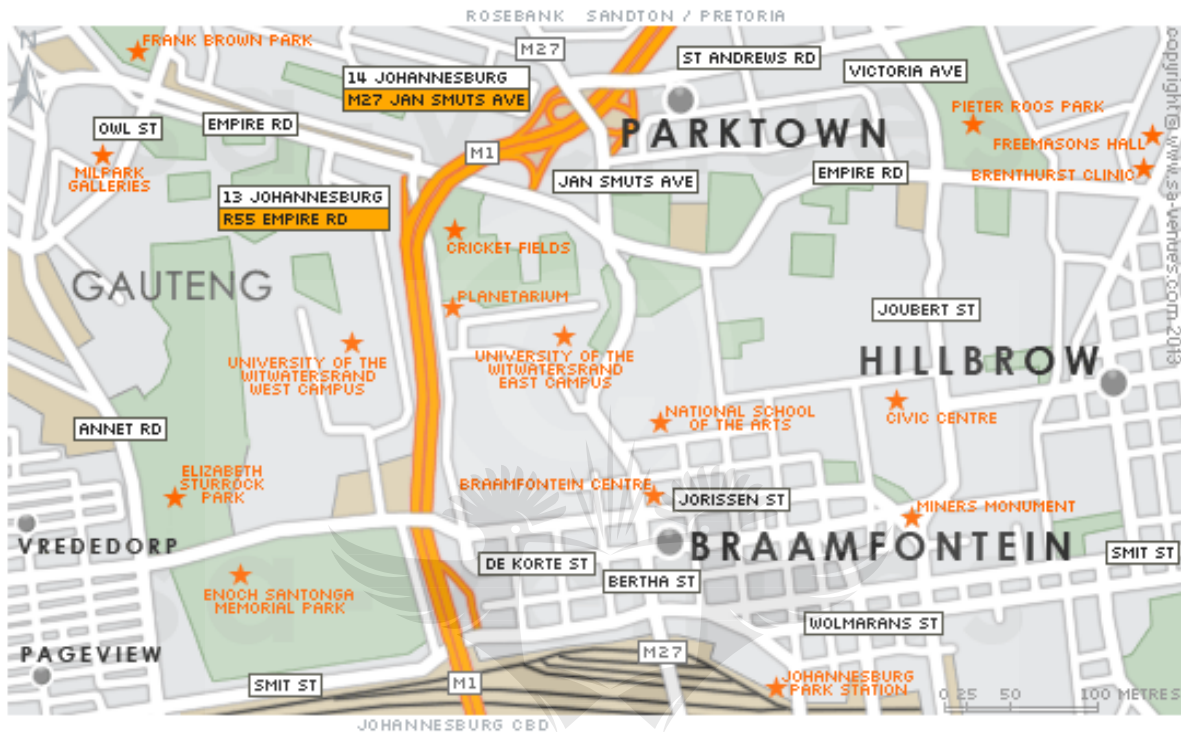 ROSEBANK SANDTON / PRETORIA
N
FRANK BROWN PARK
M27
ST ANDREWS RD
14 JOHANNESBURG
M27 JAN SMUTS AVE
VICTORIA AVE
PIETER ROOS PARK
OWL ST
EMPIRE RD
PARKTOWN
FREEMASONS HALL
M1
MILPARK
GALLERIES
JAN SMUTS AVE
EMPIRE RD
BRENTHURST CLINIC
13 JOHANNESBURG
R55 EMPIRE RD
CRICKET FIELDS
GAUTENG
PLANETARIUM
JOUBERT ST
UNIVERSITY OF THE
WITWATERSRAND
WEST CAMPUS
UNIVERSITY OF THE
WITWATERSRAND
EAST CAMPUS
HILLBROW
NATIONAL SCHOOL
OF THE ARTS
CIVIC CENTRE
ANNET RD
ELIZABETH
STURROCK
PARK
BRAAMFONTEIN CENTRE
JORISSEN ST
MINERS MONUMENT
VREDEDORP
BRAAMFONTEIN
SMIT ST
DE KORTE ST
BERTHA ST
ENOCH SANTONGA
MEMORIAL PARK
WOLMARANS ST
PAGEVIEW
M27
SMIT ST
M1
JOHANNESBURG
PARK STATION
0 25 50 100 METRES
JOHANNESBURG CBD
copyright@www.sa-venues.com 2013